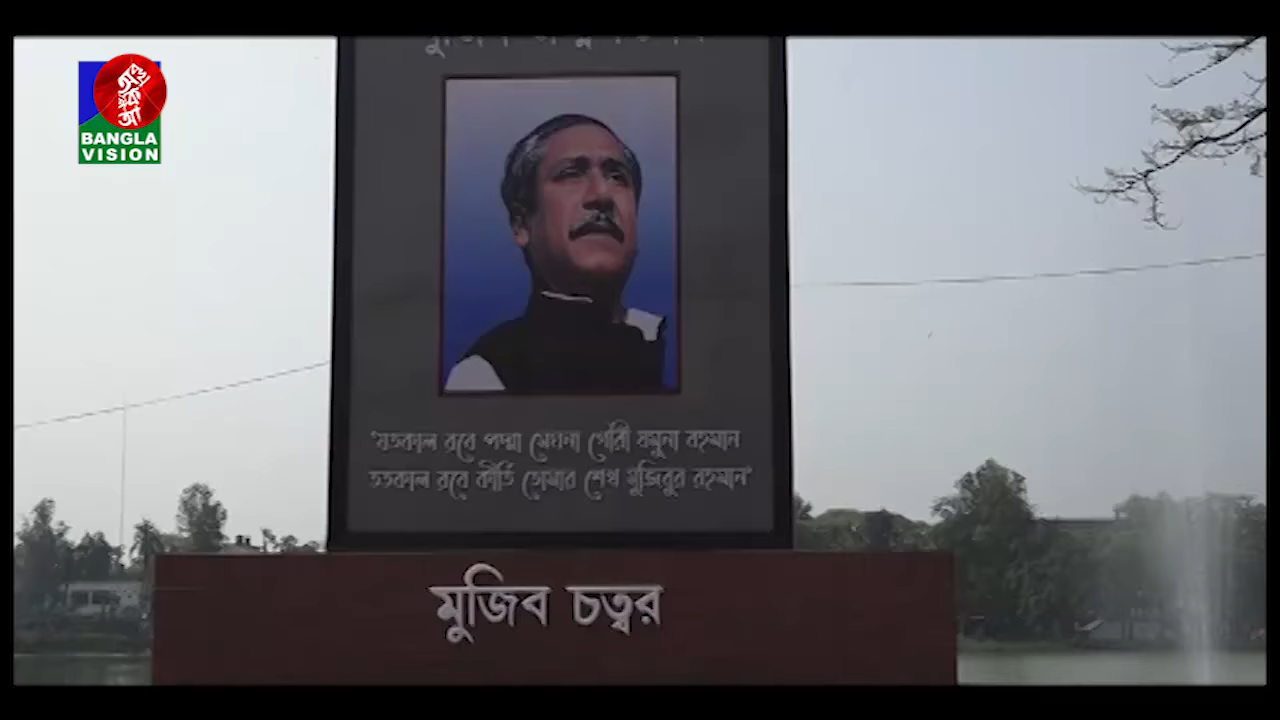 BANGLA
VISION
'যতকাল রবে পদ্মা মেঘনা গৌরী যমুনা বহমান
ততকাল রবে কীর্তি তোমার শেখ মুজিবুর রহমান'
মুজিব চত্বর